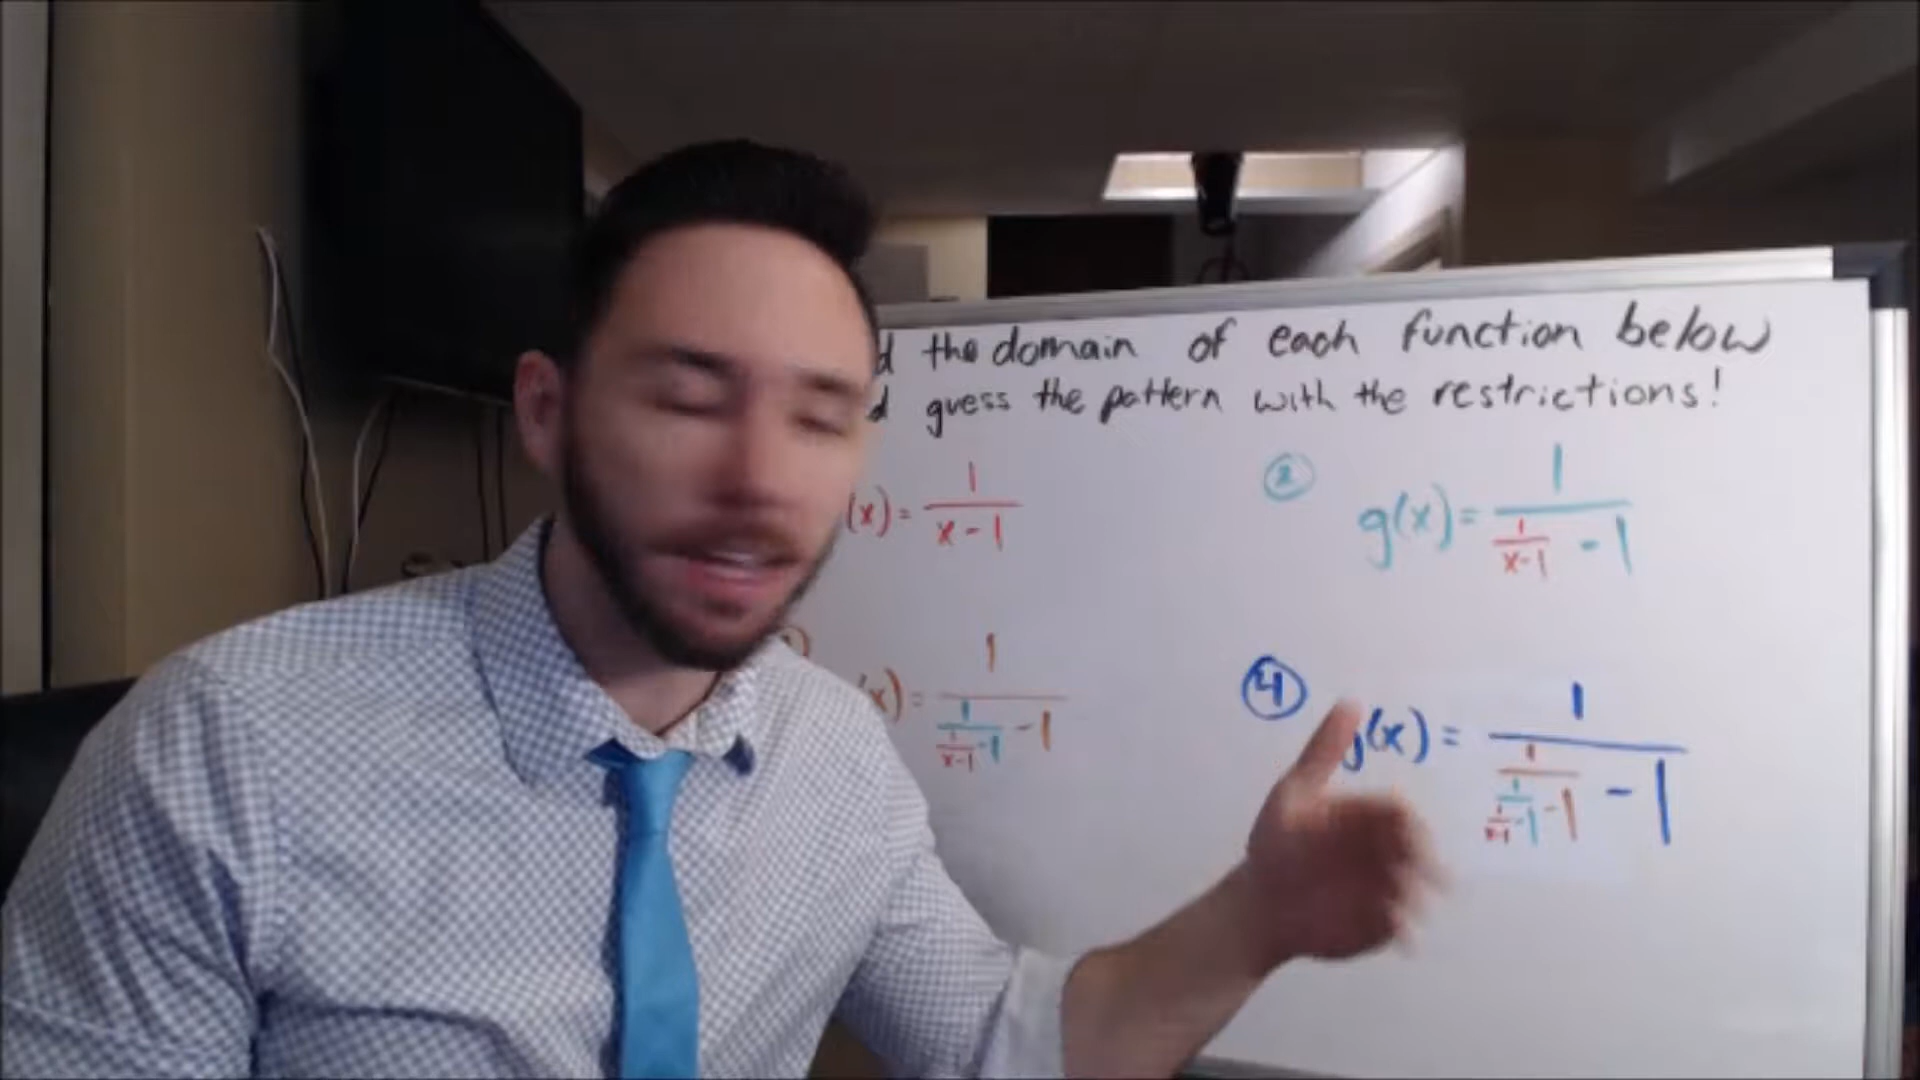 d the domain of each function below
d guess the pattern with the restrictions!
(x) = 1/(x - 1)
② g(x) = 1/(1/(x-1) - 1)
(x) = 1/(1/(1/(x-1) - 1) - 1)
④ g(x) = 1/(1/(1/(1/(x-1) - 1) - 1) - 1)